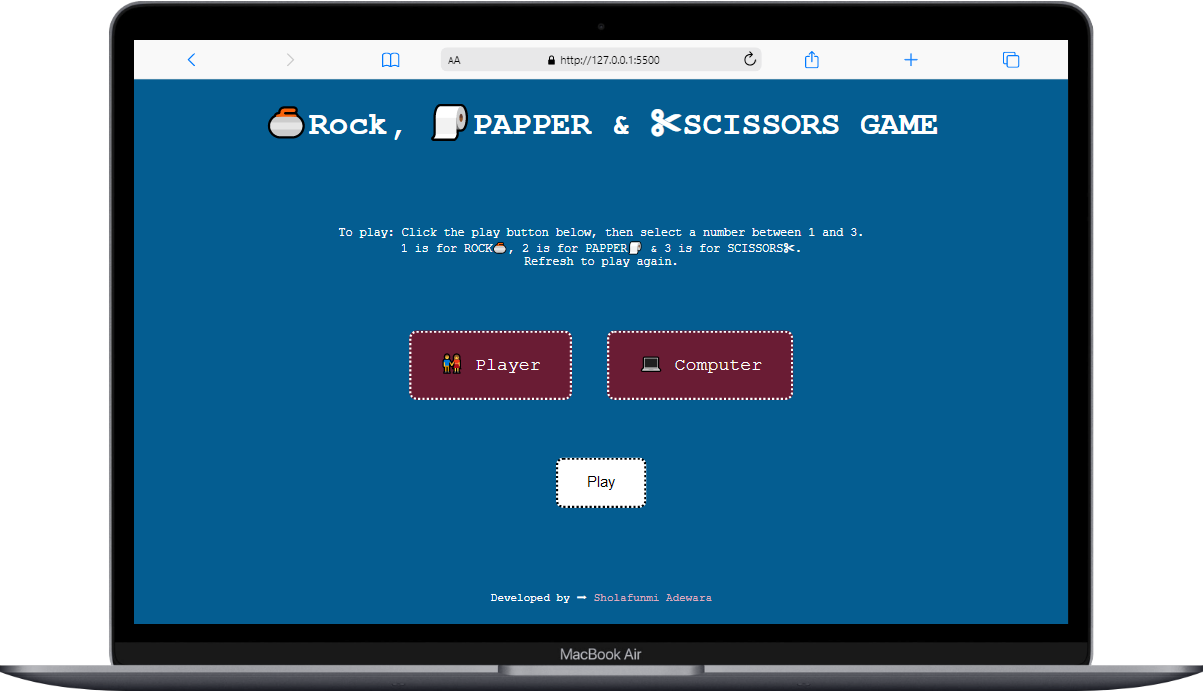 AA http://127.0.0.1:5500
Rock, PAPPER & SCISSORS GAME
To play: Click the play button below, then select a number between 1 and 3.
1 is for ROCK, 2 is for PAPPER & 3 is for SCISSORS.
Refresh to play again.
Player Computer
Play
Developed by ➡ Sholafunmi Adewara
MacBook Air